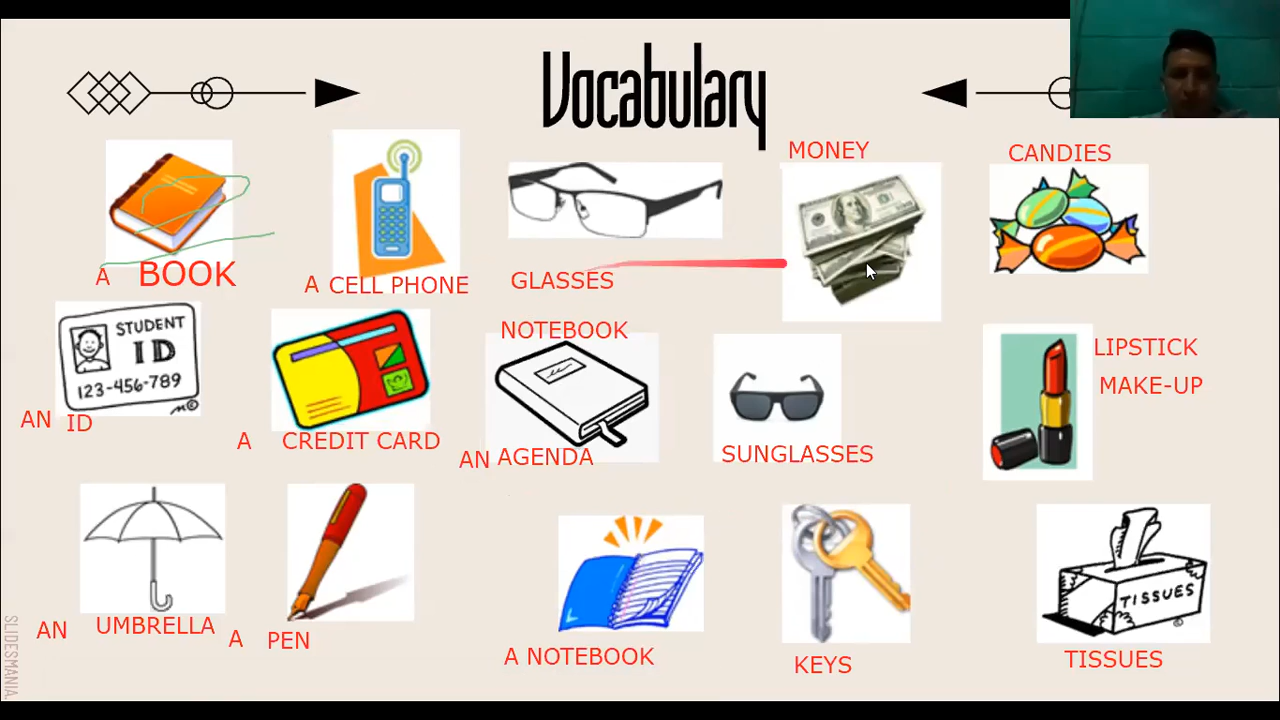 Vocabulary
MONEY
CANDIES
A BOOK
A CELL PHONE
GLASSES
STUDENT
ID
123-456-789
AN ID
A CREDIT CARD
NOTEBOOK
AN AGENDA
SUNGLASSES
LIPSTICK
MAKE-UP
AN UMBRELLA
A PEN
A NOTEBOOK
KEYS
TISSUES
TISSUES
SLIDESMANIA.